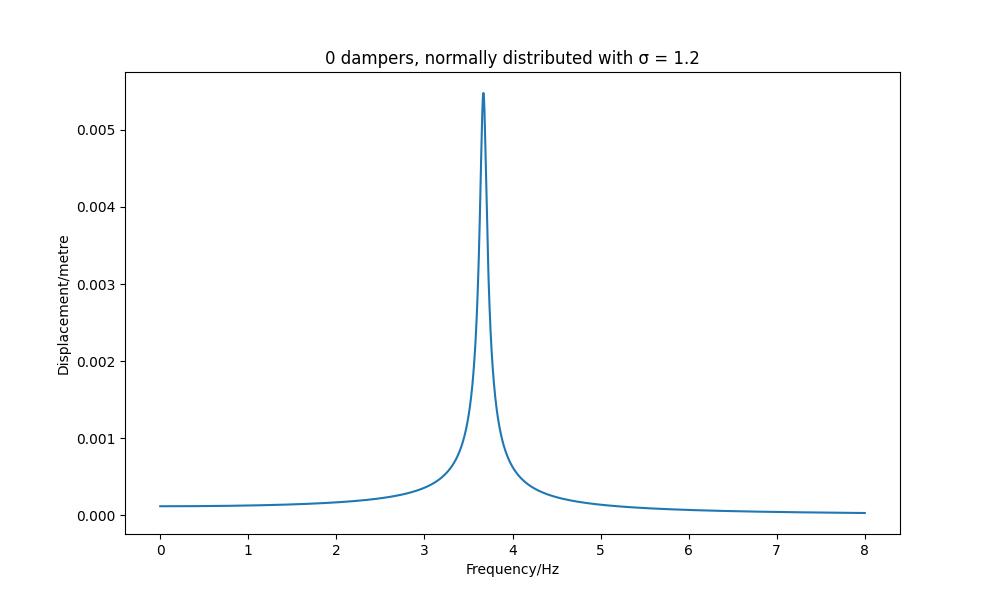 0 dampers, normally distributed with σ = 1.2
Displacement/metre
0.005
0.004
0.003
0.002
0.001
0.000
0 1 2 3 4 5 6 7 8
Frequency/Hz